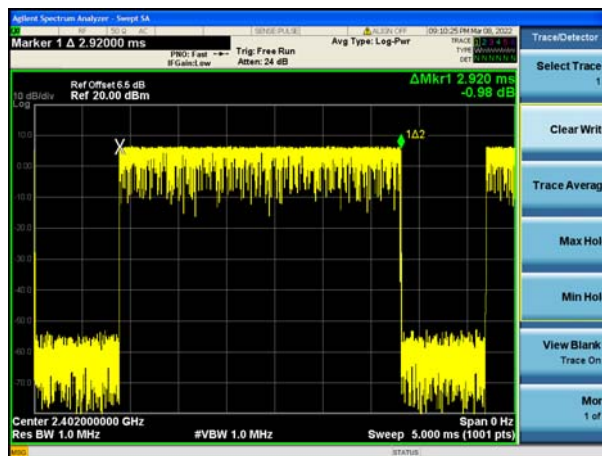 Agilent Spectrum Analyzer - Swept SA
RF 50 Ω AC SENSE:PULSE ALIGN OFF 09:10:25 PM Mar 08, 2022
Marker 1 Δ 2.92000 ms
PNO: Fast
IFGain:Low
Trig: Free Run
Atten: 24 dB
Avg Type: Log-Pwr
TRACE 1 2 3 4 5 6
TYPE
DET N N N N N N
Ref Offset 6.5 dB
Ref 20.00 dBm
10 dB/div
Log
ΔMkr1 2.920 ms
-0.98 dB
1Δ2
10.0
0.00
-10.0
-20.0
-30.0
-40.0
-50.0
-60.0
-70.0
Center 2.402000000 GHz
Res BW 1.0 MHz
#VBW 1.0 MHz
Span 0 Hz
Sweep 5.000 ms (1001 pts)
MSG
STATUS
Trace/Detector
Select Trace
1
Clear Writ
Trace Averag
Max Hol
Min Hol
View Blank
Trace On
Mor
1 of